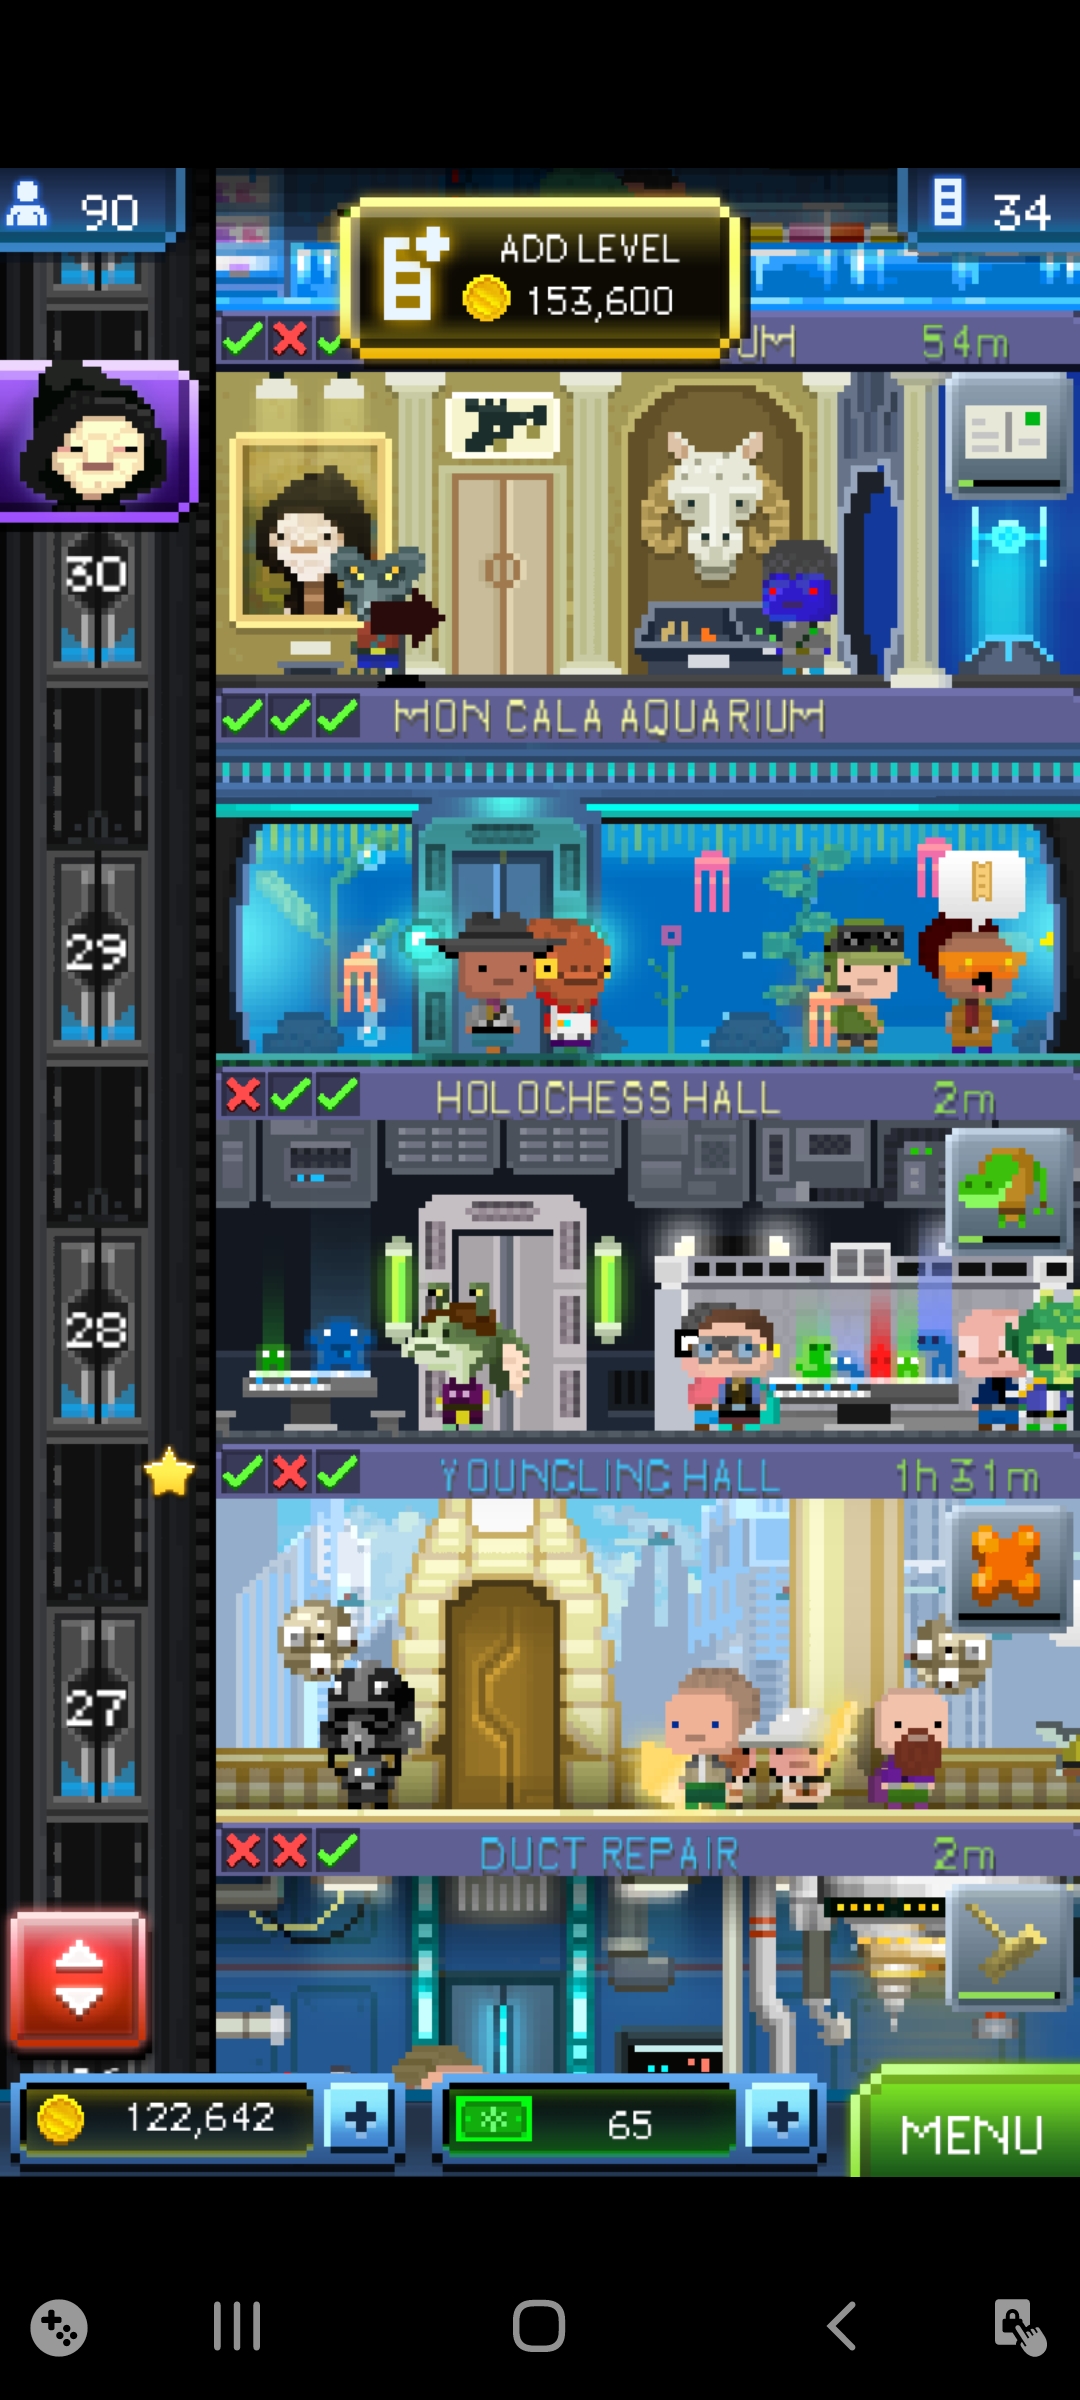 90
ADD LEVEL
153,600
34
54m
30
MON CALA AQUARIUM
29
HOLOCHESS HALL
2m
28
YOUNGLING HALL
1h 31m
27
DUCT REPAIR
2m
122,642
65
MENU